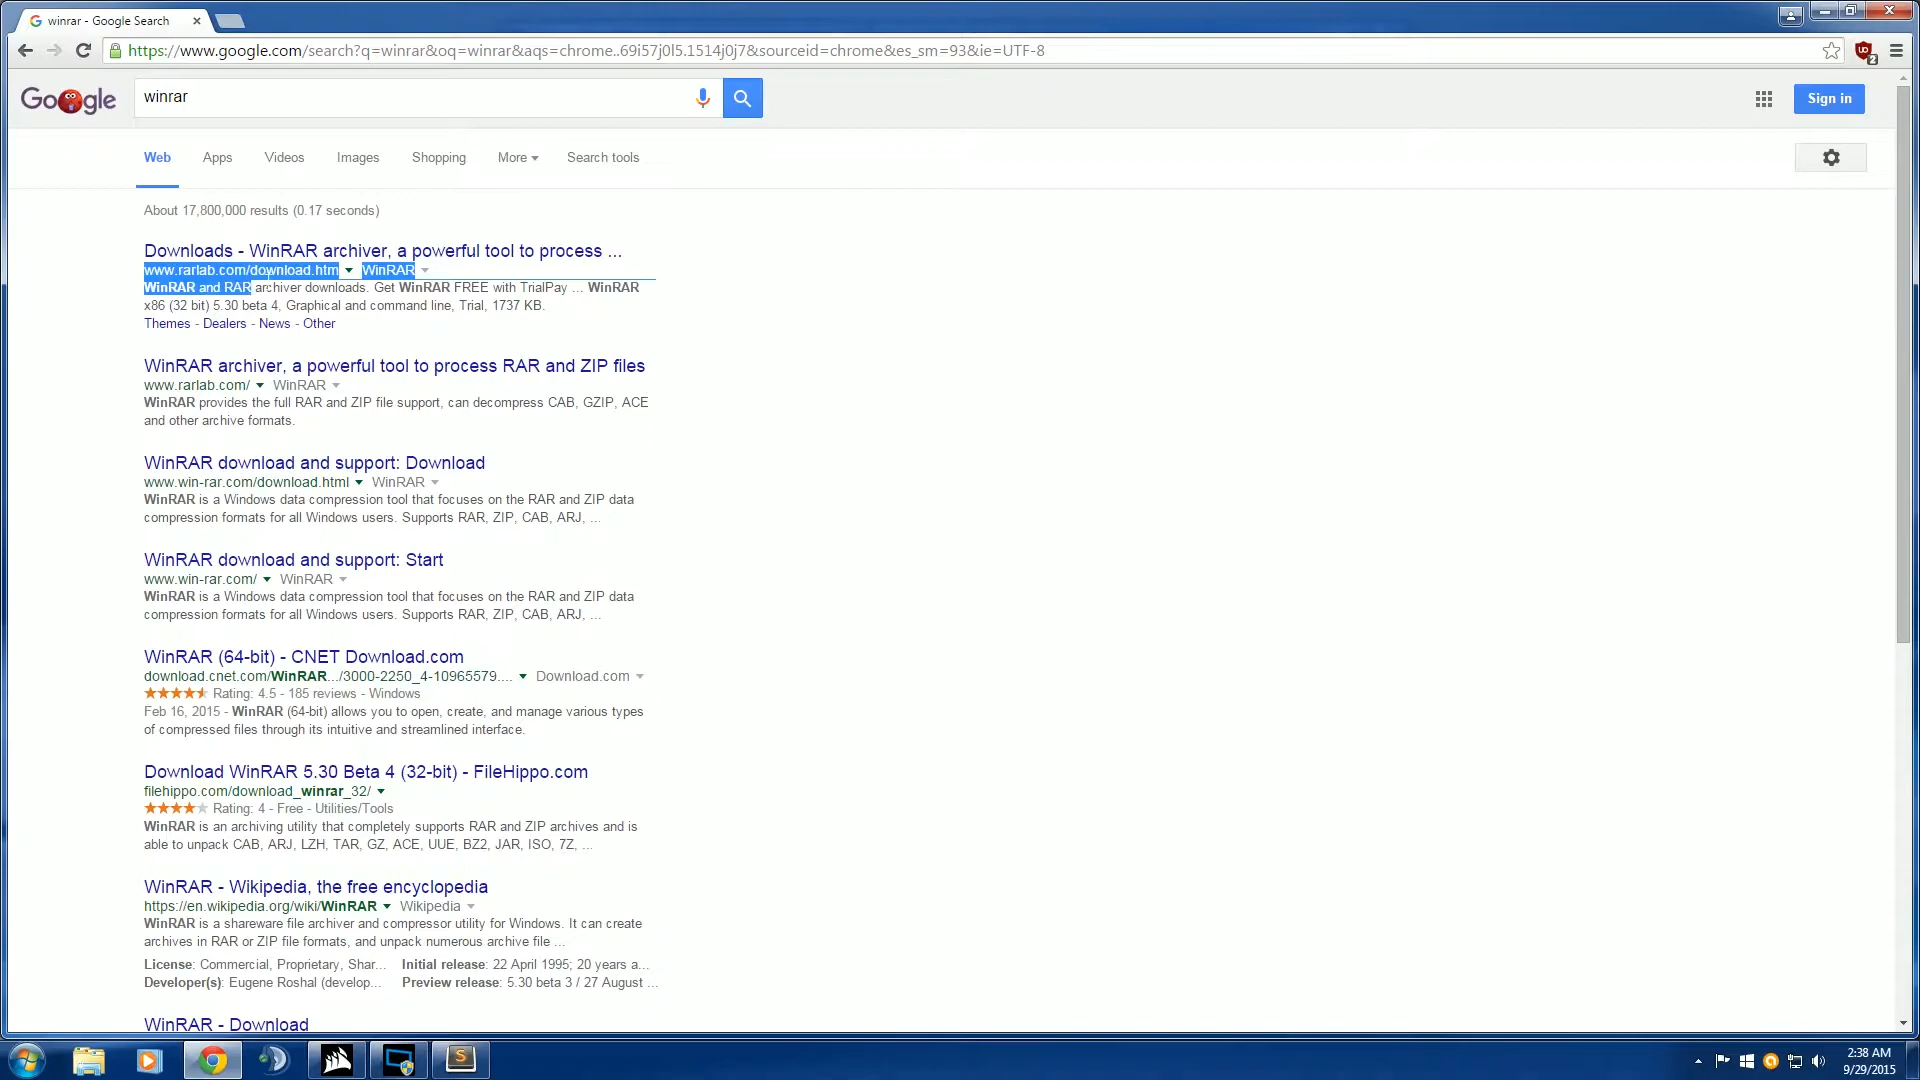 winrar - Google Search
https://www.google.com/search?q=winrar&oq=winrar&aqs=chrome..69i57j0l5.1514j0j7&sourceid=chrome&es_sm=93&ie=UTF-8
2
Google
winrar
Sign in
Web Apps Videos Images Shopping More Search tools
About 17,800,000 results (0.17 seconds)
Downloads - WinRAR archiver, a powerful tool to process ...
www.rarlab.com/download.htm WinRAR
WinRAR and RAR archiver downloads. Get WinRAR FREE with TrialPay ... WinRAR
x86 (32 bit) 5.30 beta 4, Graphical and command line, Trial, 1737 KB.
Themes - Dealers - News - Other
WinRAR archiver, a powerful tool to process RAR and ZIP files
www.rarlab.com/ WinRAR
WinRAR provides the full RAR and ZIP file support, can decompress CAB, GZIP, ACE
and other archive formats.
WinRAR download and support: Download
www.win-rar.com/download.html WinRAR
WinRAR is a Windows data compression tool that focuses on the RAR and ZIP data
compression formats for all Windows users. Supports RAR, ZIP, CAB, ARJ, ...
WinRAR download and support: Start
www.win-rar.com/ WinRAR
WinRAR is a Windows data compression tool that focuses on the RAR and ZIP data
compression formats for all Windows users. Supports RAR, ZIP, CAB, ARJ, ...
WinRAR (64-bit) - CNET Download.com
download.cnet.com/WinRAR.../3000-2250_4-10965579.... Download.com
Rating: 4.5 - 185 reviews - Windows
Feb 16, 2015 - WinRAR (64-bit) allows you to open, create, and manage various types
of compressed files through its intuitive and streamlined interface.
Download WinRAR 5.30 Beta 4 (32-bit) - FileHippo.com
filehippo.com/download_winrar_32/
Rating: 4 - Free - Utilities/Tools
WinRAR is an archiving utility that completely supports RAR and ZIP archives and is
able to unpack CAB, ARJ, LZH, TAR, GZ, ACE, UUE, BZ2, JAR, ISO, 7Z, ...
WinRAR - Wikipedia, the free encyclopedia
https://en.wikipedia.org/wiki/WinRAR Wikipedia
WinRAR is a shareware file archiver and compressor utility for Windows. It can create
archives in RAR or ZIP file formats, and unpack numerous archive file ...
License: Commercial, Proprietary, Shar... Initial release: 22 April 1995; 20 years a...
Developer(s): Eugene Roshal (develop... Preview release: 5.30 beta 3 / 27 August ...
WinRAR - Download
2:38 AM
9/29/2015